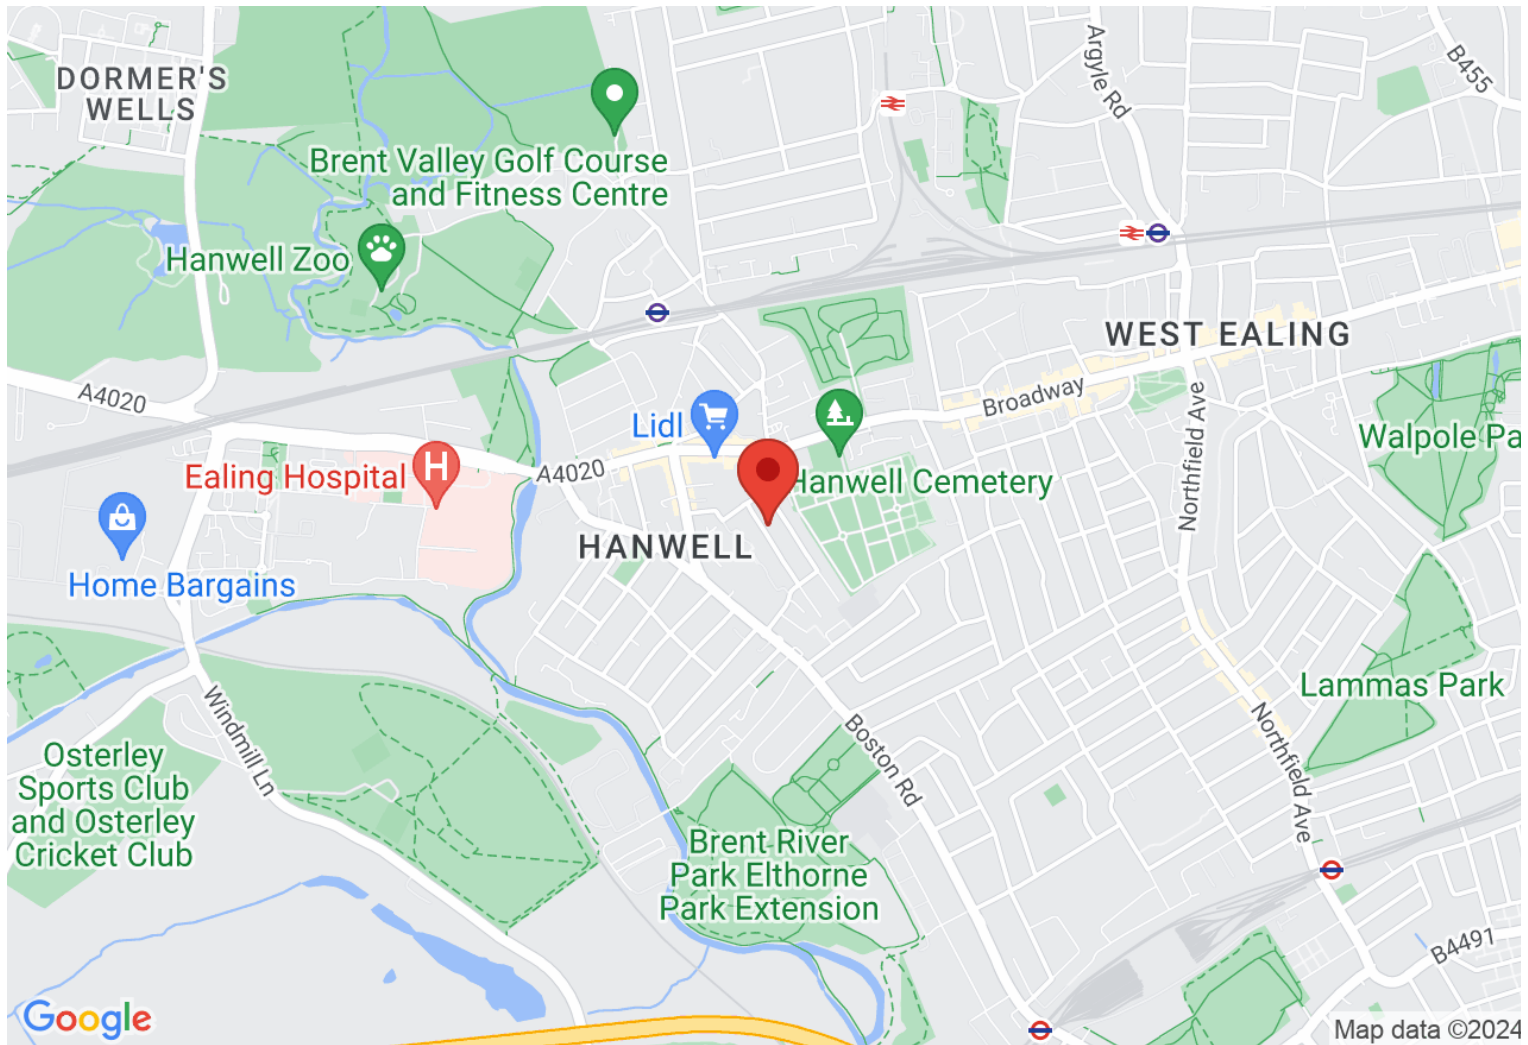 DORMER'S
WELLS
Argyle Rd
B455
Brent Valley Golf Course
and Fitness Centre
Hanwell Zoo
WEST EALING
A4020
Broadway
Northfield Ave
Lidl
Walpole Pa
Ealing Hospital
H
A4020
Hanwell Cemetery
HANWELL
Home Bargains
Lammas Park
Windmill Ln
Boston Rd
Northfield Ave
Osterley
Sports Club
and Osterley
Cricket Club
Brent River
Park Elthorne
Park Extension
B4491
Google
Map data ©2024